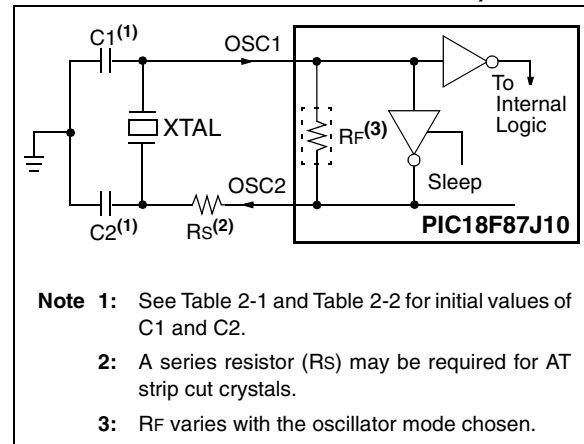 C1(1)
OSC1
To
Internal
Logic
XTAL
RF(3)
Sleep
OSC2
C2(1)
RS(2)
PIC18F87J10
Note 1: See Table 2-1 and Table 2-2 for initial values of
C1 and C2.
2: A series resistor (RS) may be required for AT
strip cut crystals.
3: RF varies with the oscillator mode chosen.